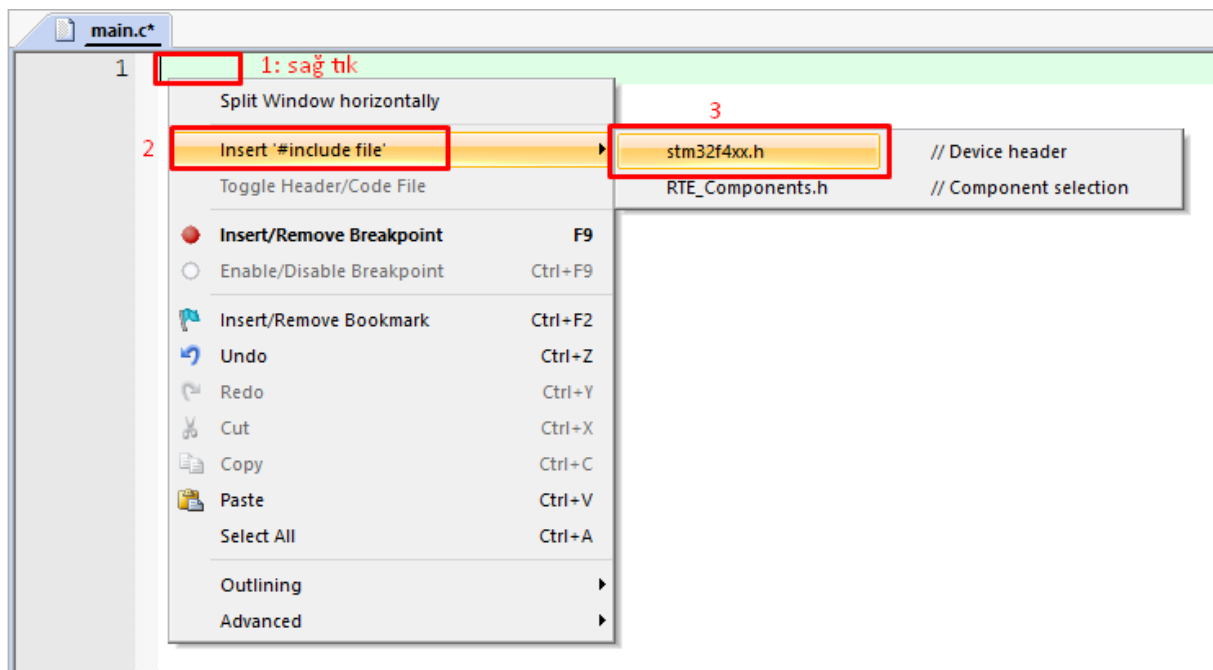 main.c*
1
1: sağ tık
Split Window horizontally
3
2 Insert '#include file' stm32f4xx.h // Device header
Toggle Header/Code File RTE_Components.h // Component selection
Insert/Remove Breakpoint F9
Enable/Disable Breakpoint Ctrl+F9
Insert/Remove Bookmark Ctrl+F2
Undo Ctrl+Z
Redo Ctrl+Y
Cut Ctrl+X
Copy Ctrl+C
Paste Ctrl+V
Select All Ctrl+A
Outlining
Advanced